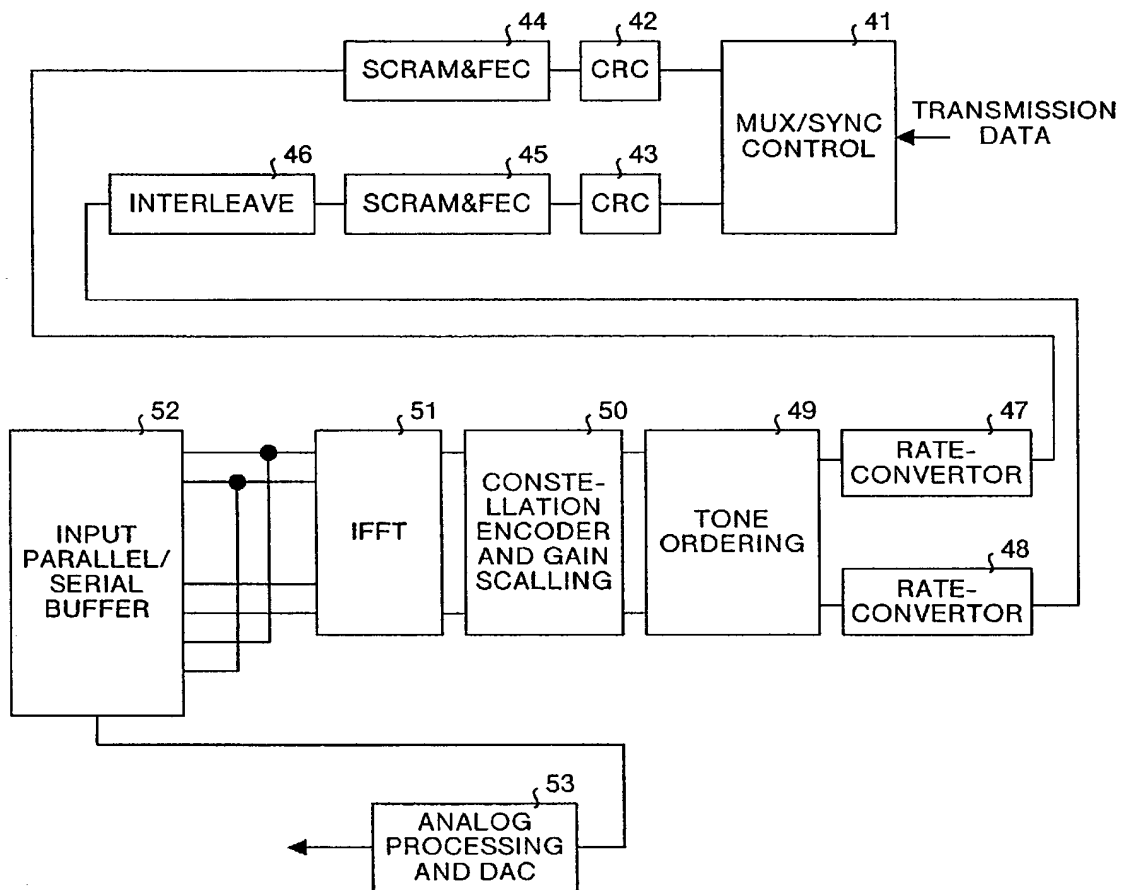 44
42
41
SCRAM&FEC
CRC
MUX/SYNC
CONTROL
TRANSMISSION
DATA
46
45
43
INTERLEAVE
SCRAM&FEC
CRC
52
51
50
49
47
INPUT
PARALLEL/
SERIAL
BUFFER
IFFT
CONSTE-
LLATION
ENCODER
AND GAIN
SCALLING
TONE
ORDERING
RATE-
CONVERTOR
48
RATE-
CONVERTOR
53
ANALOG
PROCESSING
AND DAC